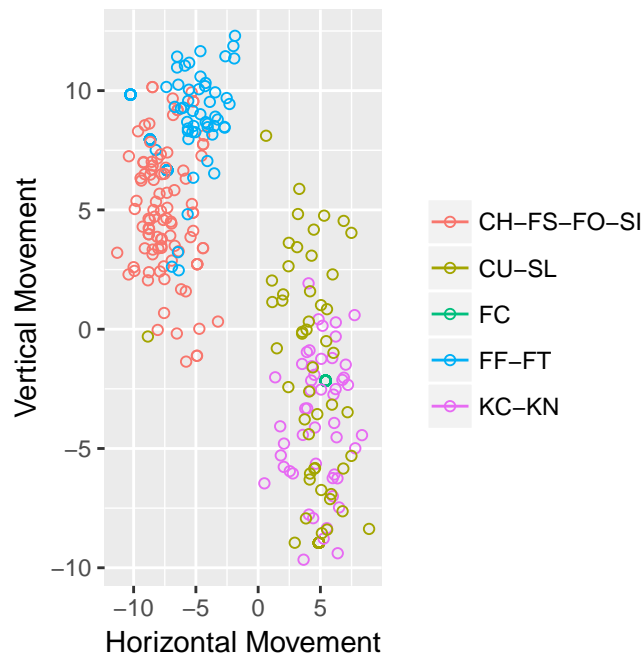 10
5
0
−5
−10
−10
−5
0
5
Vertical Movement
Horizontal Movement
CH−FS−FO−SI
CU−SL
FC
FF−FT
KC−KN